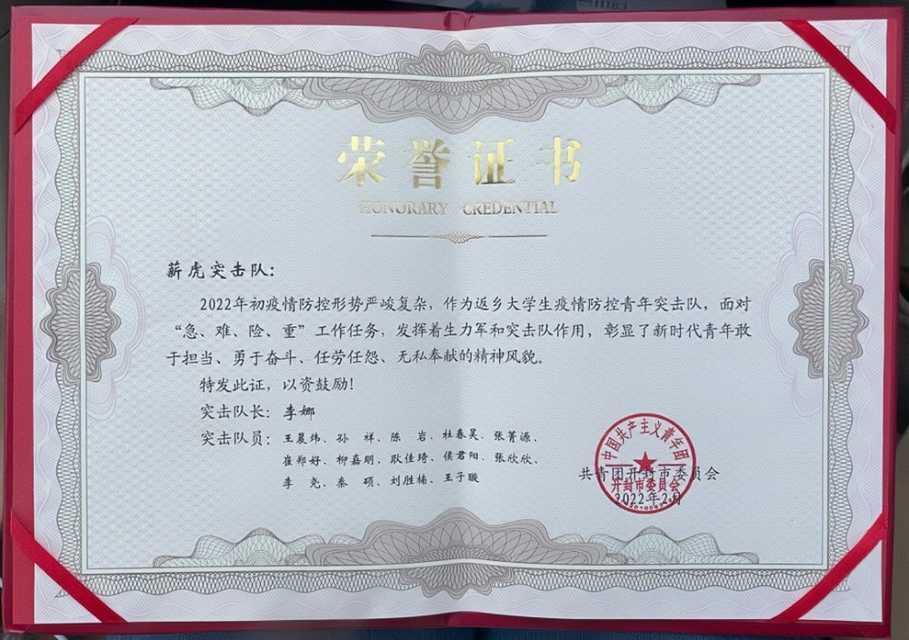 荣誉证书
HONORARY CREDENTIAL
薪虎突击队：
2022年初疫情防控形势严峻复杂，作为返乡大学生疫情防控青年突击队，面对
“急、难、险、重”工作任务，发挥着生力军和突击队作用，彰显了新时代青年敢
于担当、勇于奋斗、任劳任怨、无私奉献的精神风貌。
特发此证，以资鼓励！
突击队长：李娜
突击队员：王晨炜、孙 祥、陈 岩、杜春昊、张菁源、
崔郑好、柳嘉明、耿佳琦、侯君阳、张欣欣、
李 尧、秦 硕、刘胜楠、王子璇
中国共产主义青年团
开封市委员会
共青团开封市委员会
2022年2月